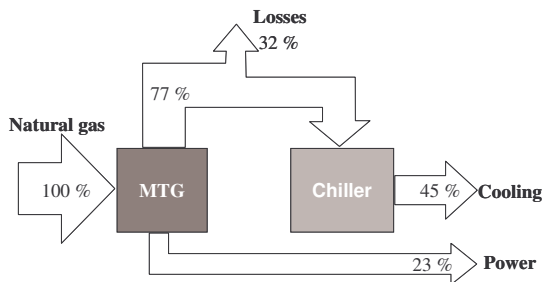 Losses
32 %
77 %
Natural gas
100 %
MTG
Chiller
45 %
Cooling
23 %
Power